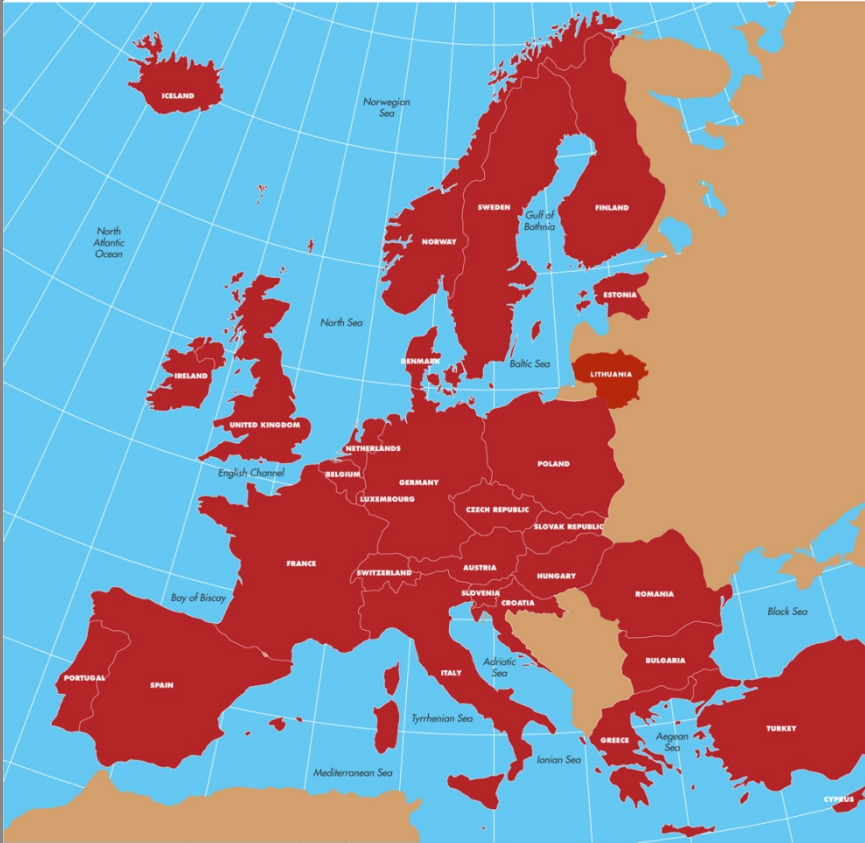 ICELAND
Norwegian
Sea
SWEDEN
FINLAND
Gulf of
Bothnia
NORWAY
North
Atlantic
Ocean
ESTONIA
North Sea
DENMARK
Baltic Sea
LITHUANIA
IRELAND
UNITED KINGDOM
NETHERLANDS
POLAND
English Channel
BELGIUM
GERMANY
LUXEMBOURG
CZECH REPUBLIC
SLOVAK REPUBLIC
FRANCE
SWITZERLAND
AUSTRIA
HUNGARY
SLOVENIA
CROATIA
ROMANIA
Bay of Biscay
Black Sea
BULGARIA
Adriatic
Sea
ITALY
PORTUGAL
SPAIN
Tyrrhenian Sea
TURKEY
GREECE
Aegean
Sea
Ionian Sea
Mediterranean Sea
CYPRUS